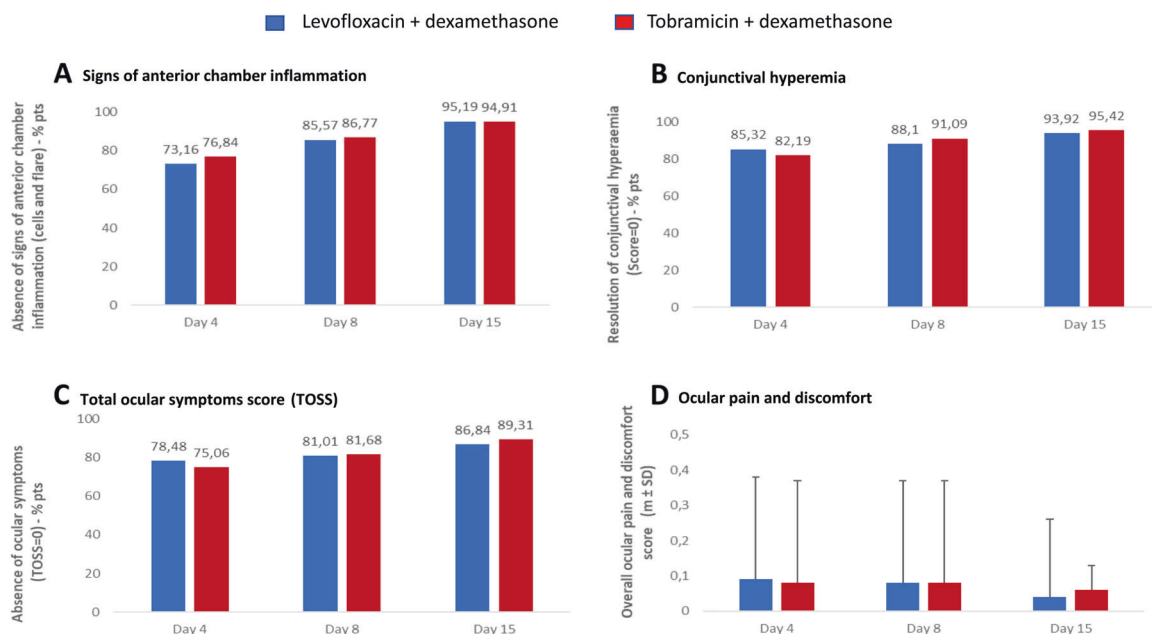 Levofloxacin + dexamethasone
Tobramicin + dexamethasone
A Signs of anterior chamber inflammation
Absence of signs of anterior chamber
inflammation (cells and flare) - % pts
100
80
60
40
20
0
73,16
76,84
85,57
86,77
95,19
94,91
Day 4
Day 8
Day 15
B Conjunctival hyperemia
Resolution of conjunctival hyperaemia
(Score=0) - % pts
100
80
60
40
20
0
85,32
82,19
88,1
91,09
93,92
95,42
Day 4
Day 8
Day 15
C Total ocular symptoms score (TOSS)
Absence of ocular symptoms
(TOSS=0) - % pts
100
80
60
40
20
0
78,48
75,06
81,01
81,68
86,84
89,31
Day 4
Day 8
Day 15
D Ocular pain and discomfort
Overall ocular pain and discomfort
score (m ± SD)
0,5
0,4
0,3
0,2
0,1
0
Day 4
Day 8
Day 15